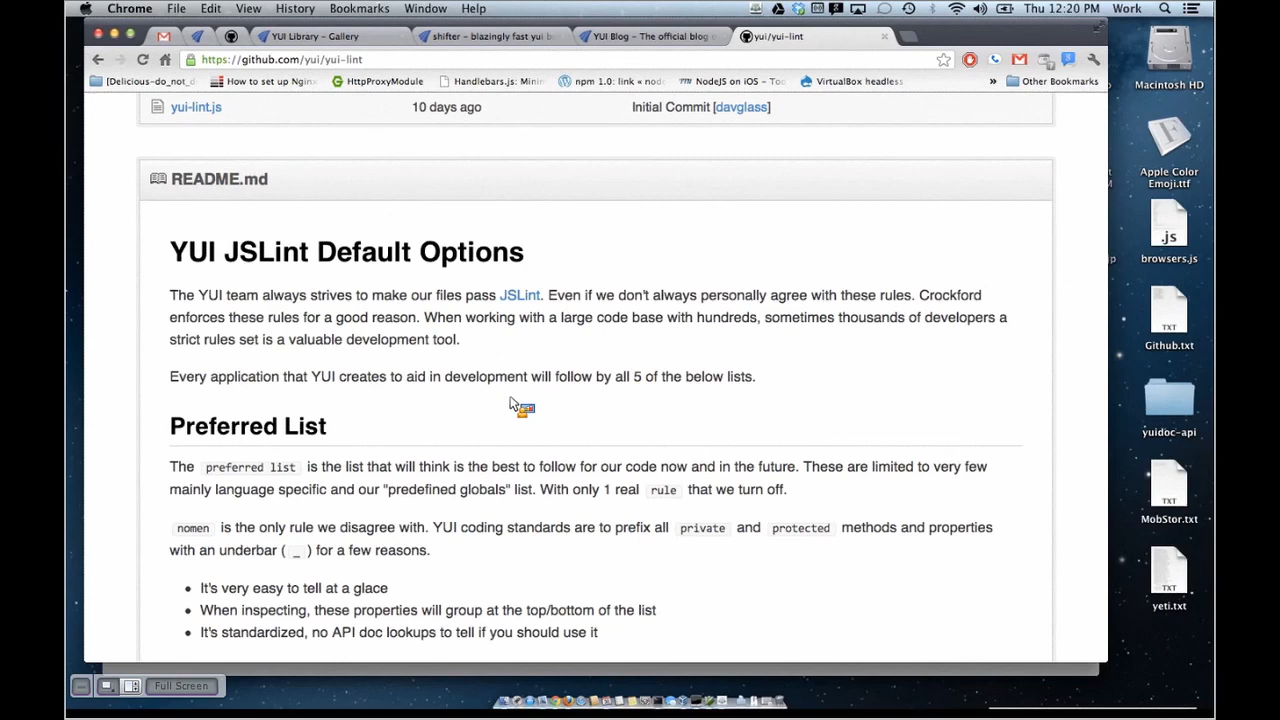 Chrome File Edit View History Bookmarks Window Help Thu 12:20 PM Work
YUI Library - Gallery shifter - blazingly fast yui b YUI Blog - The official blog o yui/yui-lint
https://github.com/yui/yui-lint
[Delicious-do_not_d How to set up Nginx HttpProxyModule Handlebars.js: Minim npm 1.0: link « node NodeJS on iOS - Too VirtualBox headless » Other Bookmarks
yui-lint.js 10 days ago Initial Commit [davglass]
README.md
YUI JSLint Default Options
The YUI team always strives to make our files pass JSLint. Even if we don't always personally agree with these rules. Crockford
enforces these rules for a good reason. When working with a large code base with hundreds, sometimes thousands of developers a
strict rules set is a valuable development tool.
Every application that YUI creates to aid in development will follow by all 5 of the below lists.
Preferred List
The preferred list is the list that will think is the best to follow for our code now and in the future. These are limited to very few
mainly language specific and our "predefined globals" list. With only 1 real rule that we turn off.
nomen is the only rule we disagree with. YUI coding standards are to prefix all private and protected methods and properties
with an underbar ( _ ) for a few reasons.
• It's very easy to tell at a glace
• When inspecting, these properties will group at the top/bottom of the list
• It's standardized, no API doc lookups to tell if you should use it
Full Screen
Macintosh HD
Apple Color
Emoji.ttf
.js
browsers.js
TXT
Github.txt
yuidoc-api
TXT
MobStor.txt
TXT
yeti.txt